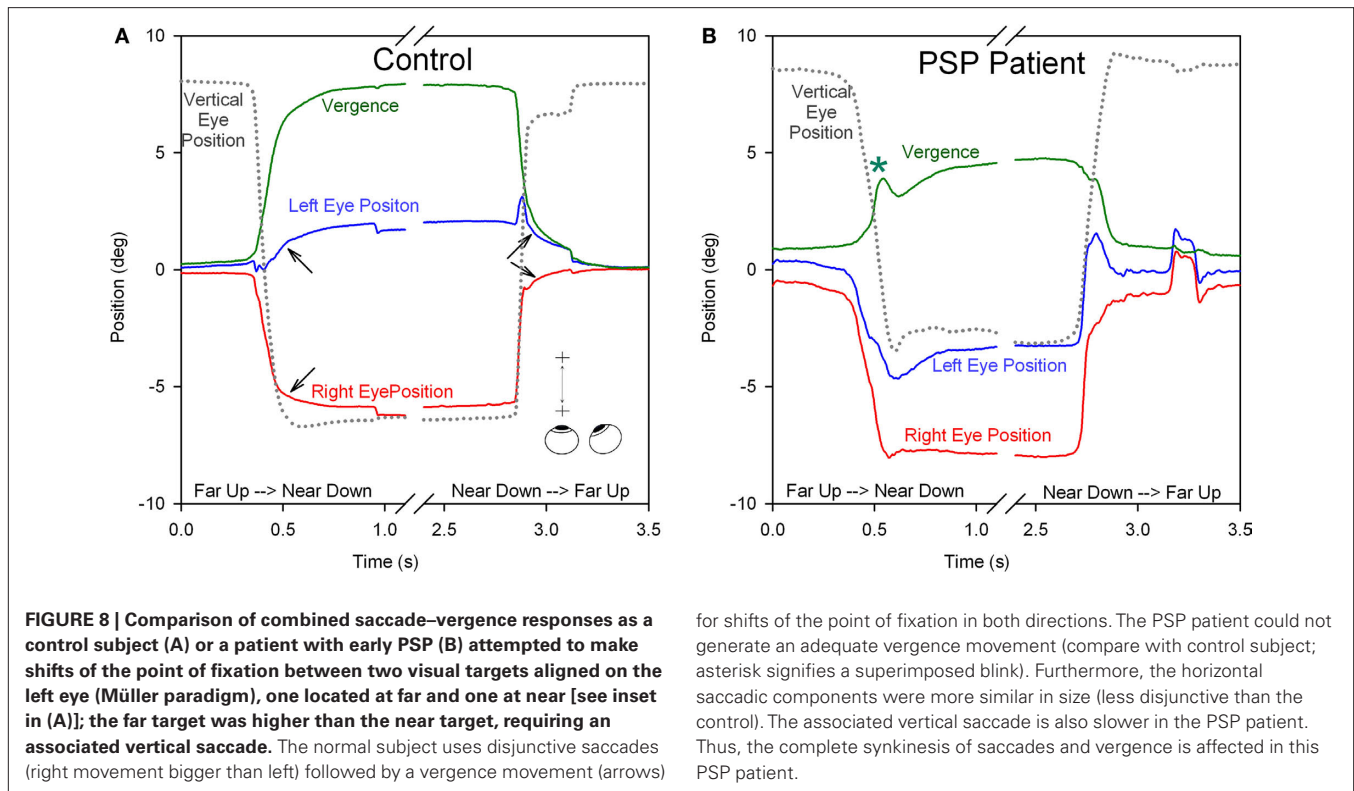 A
Control
10
5
0
-5
-10
Position (deg)
Vertical
Eye
Position
Vergence
Left Eye Positon
Right EyePosition
Far Up --> Near Down
Near Down --> Far Up
0.0
0.5
1.0
2.5
3.0
3.5
Time (s)
B
PSP Patient
10
5
0
-5
-10
Position (deg)
Vertical
Eye
Position
*
Vergence
Left Eye Position
Right Eye Position
Far Up --> Near Down
Near Down --> Far Up
0.0
0.5
1.0
2.5
3.0
3.5
Time (s)
FIGURE 8 | Comparison of combined saccade–vergence responses as a
control subject (A) or a patient with early PSP (B) attempted to make
shifts of the point of fixation between two visual targets aligned on the
left eye (Müller paradigm), one located at far and one at near [see inset
in (A)]; the far target was higher than the near target, requiring an
associated vertical saccade. The normal subject uses disjunctive saccades
(right movement bigger than left) followed by a vergence movement (arrows)
for shifts of the point of fixation in both directions. The PSP patient could not
generate an adequate vergence movement (compare with control subject;
asterisk signifies a superimposed blink). Furthermore, the horizontal
saccadic components were more similar in size (less disjunctive than the
control). The associated vertical saccade is also slower in the PSP patient.
Thus, the complete synkinesis of saccades and vergence is affected in this
PSP patient.